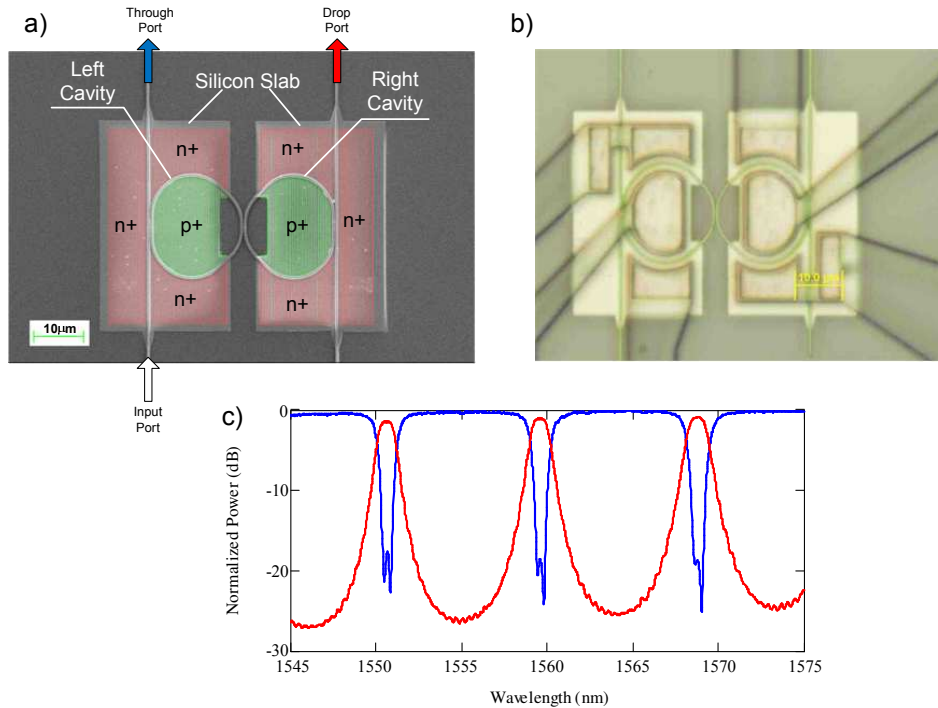 a)
Through
Port
Drop
Port
Left
Cavity
Silicon Slab
Right
Cavity
n+
n+
n+
p+
p+
n+
n+
n+
10μm
Input
Port
b)
10.0 μm
c)
Normalized Power (dB)
0
-10
-20
-30
1545
1550
1555
1560
1565
1570
1575
Wavelength (nm)